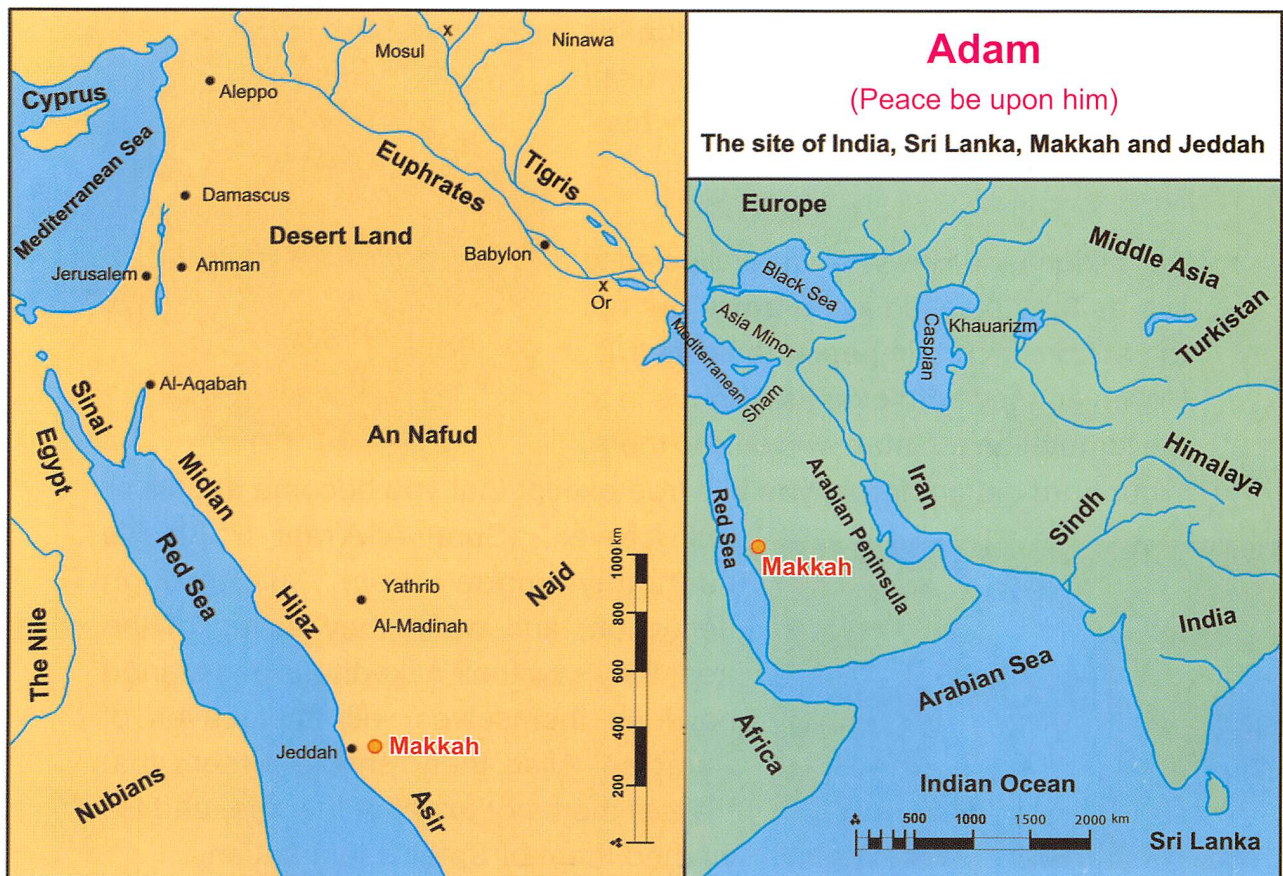 Adam
(Peace be upon him)
The site of India, Sri Lanka, Makkah and Jeddah
Cyprus
Mediterranean Sea
Aleppo
Mosul
x
Ninawa
Euphrates
Tigris
Damascus
Desert Land
Babylon
Jerusalem
Amman
x
Or
Al-Aqabah
Sinai
Egypt
Midian
An Nafud
Red Sea
Hijaz
Yathrib
Al-Madinah
Najd
The Nile
Jeddah
Makkah
Nubians
Asir
1000 km
800
600
400
200
Europe
Black Sea
Middle Asia
Asia Minor
Caspian
Khauarizm
Turkistan
Mediterranean
Sham
Himalaya
Iran
Sindh
Red Sea
Arabian Peninsula
Makkah
India
Arabian Sea
Africa
Indian Ocean
500 1000 1500 2000 km
Sri Lanka